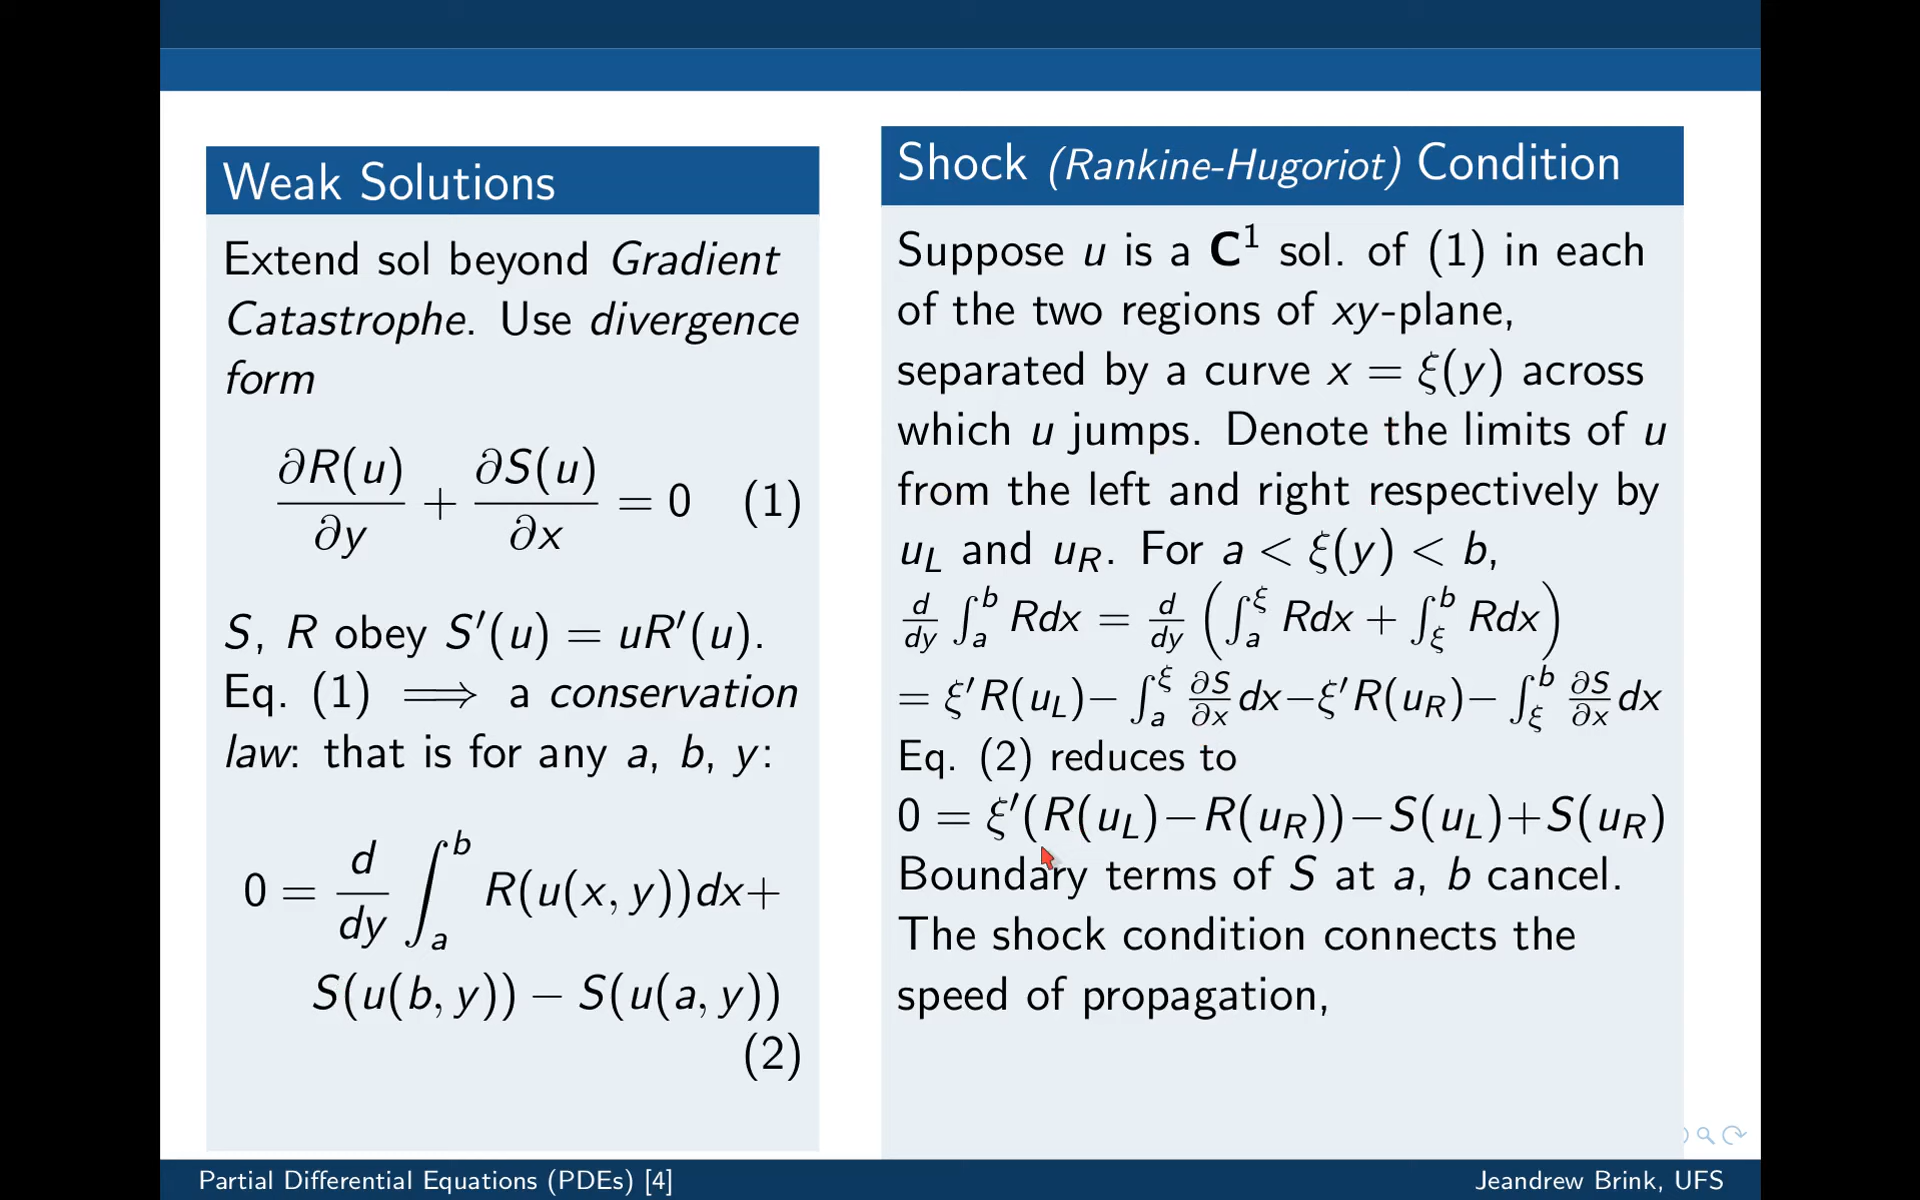 Weak Solutions
Extend sol beyond Gradient
Catastrophe. Use divergence
form
∂R(u)/∂y + ∂S(u)/∂x = 0 (1)
S, R obey S′(u) = uR′(u).
Eq. (1) ⟹ a conservation
law: that is for any a, b, y:
0 = d/dy ∫_a^b R(u(x, y))dx+
S(u(b, y)) − S(u(a, y))
(2)
Shock (Rankine-Hugoriot) Condition
Suppose u is a C¹ sol. of (1) in each
of the two regions of xy-plane,
separated by a curve x = ξ(y) across
which u jumps. Denote the limits of u
from the left and right respectively by
u_L and u_R. For a < ξ(y) < b,
d/dy ∫_a^b Rdx = d/dy (∫_a^ξ Rdx + ∫_ξ^b Rdx)
= ξ′R(u_L)− ∫_a^ξ ∂S/∂x dx−ξ′R(u_R)− ∫_ξ^b ∂S/∂x dx
Eq. (2) reduces to
0 = ξ′(R(u_L)−R(u_R))−S(u_L)+S(u_R)
Boundary terms of S at a, b cancel.
The shock condition connects the
speed of propagation,
Partial Differential Equations (PDEs) [4]
Jeandrew Brink, UFS